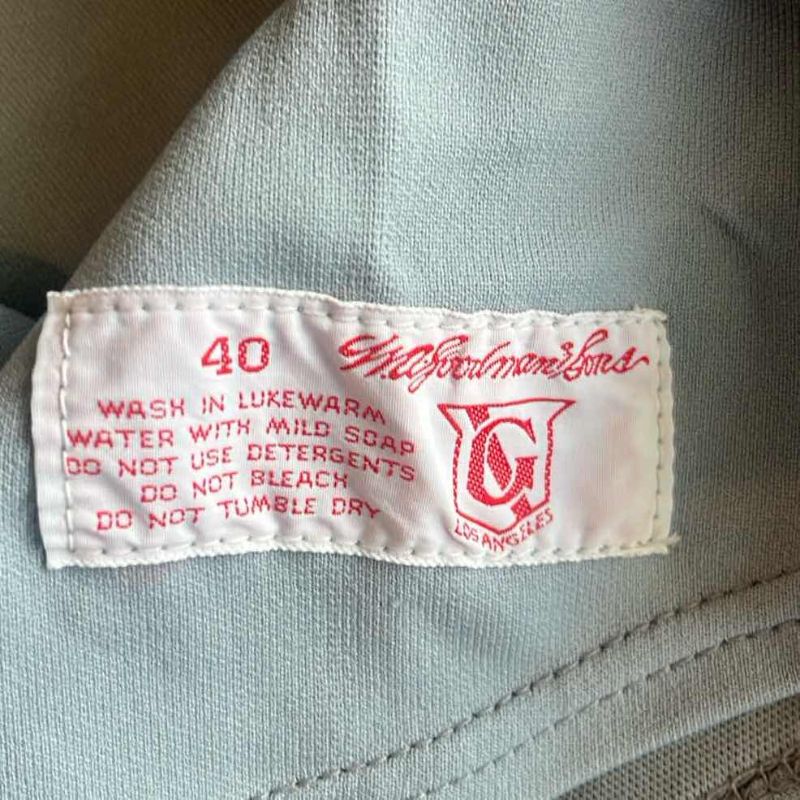 40
W.A. Goodman & Sons
WASH IN LUKEWARM
WATER WITH MILD SOAP
DO NOT USE DETERGENTS
DO NOT BLEACH
DO NOT TUMBLE DRY
G
LOS ANGELES